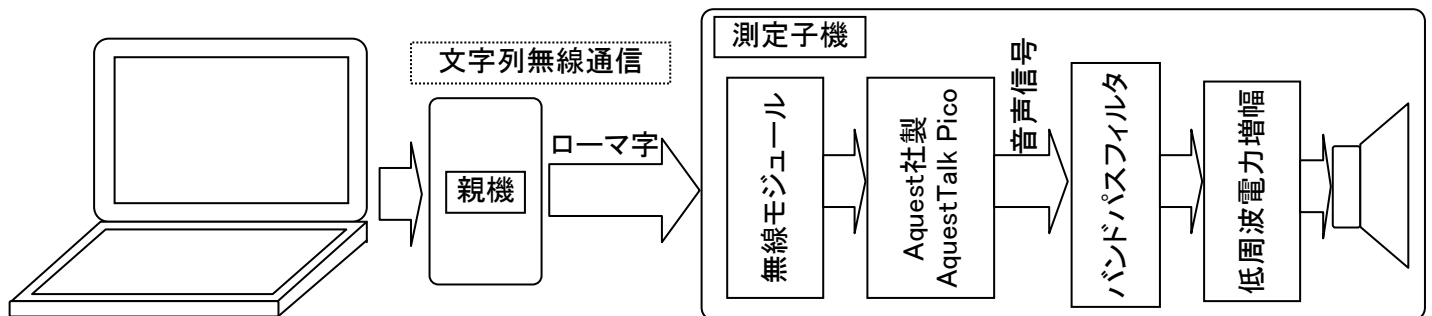 文字列無線通信
親機
ローマ字
測定子機
無線モジュール
Aquest社製
AquestTalk Pico
音声信号
バンドパスフィルタ
低周波電力増幅